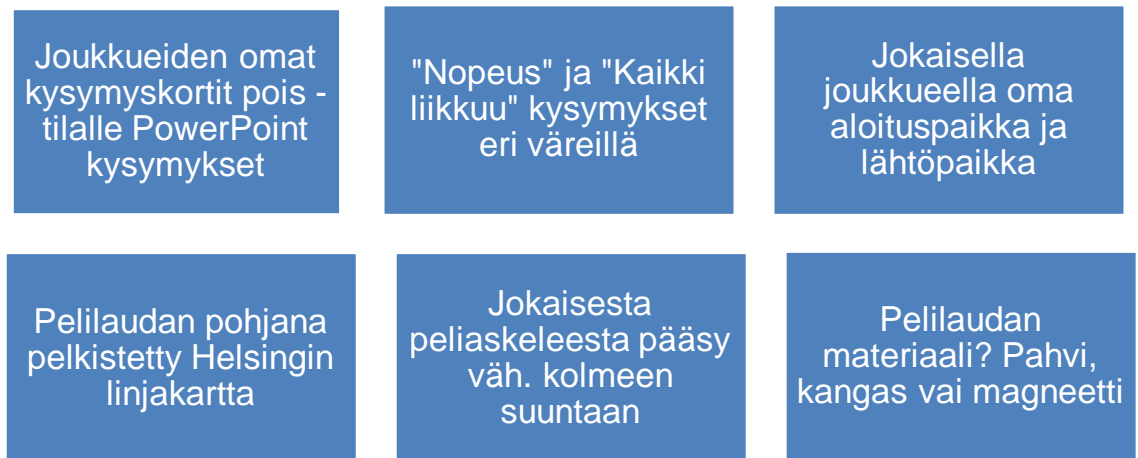 Joukkueiden omat
kysymyskortit pois -
tilalle PowerPoint
kysymykset
"Nopeus" ja "Kaikki
liikkuu" kysymykset
eri väreillä
Jokaisella
joukkueella oma
aloituspaikka ja
lähtöpaikka
Pelilaudan pohjana
pelkistetty Helsingin
linjakartta
Jokaisesta
peliaskeleesta pääsy
väh. kolmeen
suuntaan
Pelilaudan
materiaali? Pahvi,
kangas vai magneetti